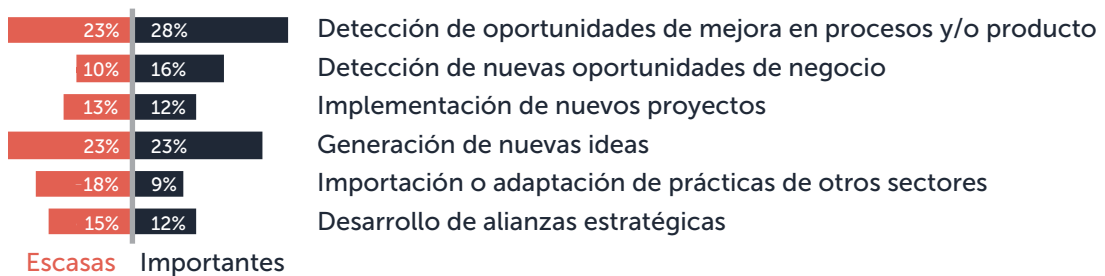 23% 28% Detección de oportunidades de mejora en procesos y/o producto
10% 16% Detección de nuevas oportunidades de negocio
13% 12% Implementación de nuevos proyectos
23% 23% Generación de nuevas ideas
-18% 9% Importación o adaptación de prácticas de otros sectores
15% 12% Desarrollo de alianzas estratégicas
Escasas Importantes